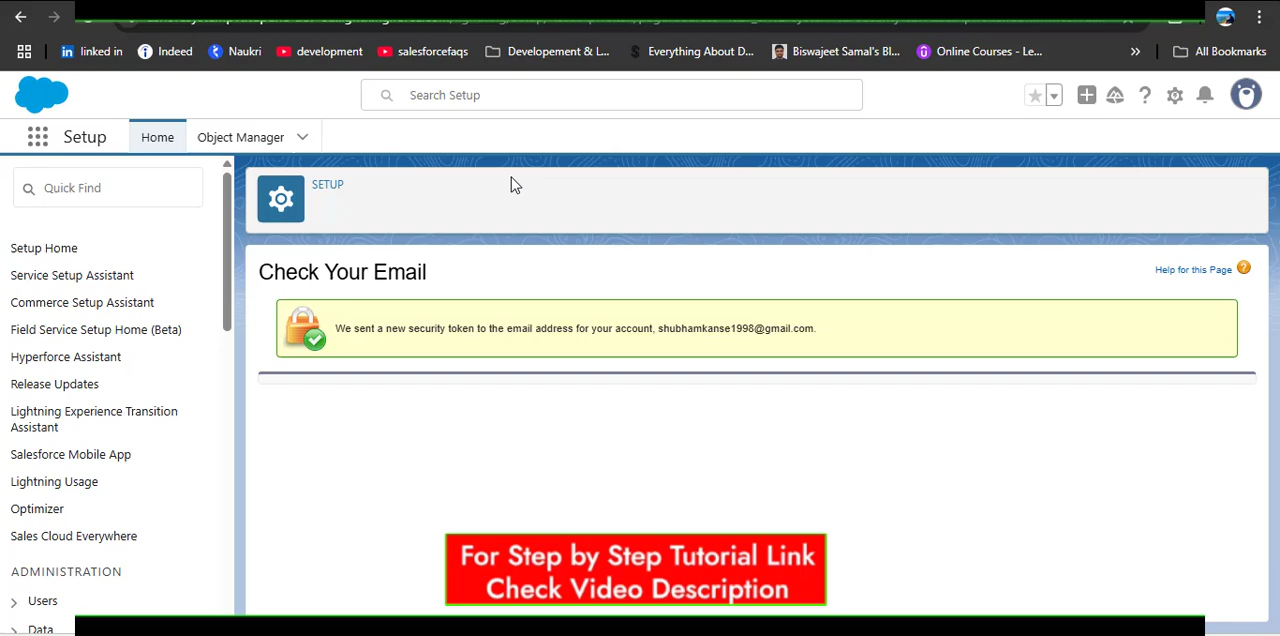 linked in
Indeed
Naukri
development
salesforcefaqs
Developement & L...
Everything About D...
Biswajeet Samal's Bl...
Online Courses - Le...
All Bookmarks
Search Setup
Setup
Home
Object Manager
Quick Find
SETUP
Setup Home
Service Setup Assistant
Commerce Setup Assistant
Field Service Setup Home (Beta)
Hyperforce Assistant
Release Updates
Lightning Experience Transition
Assistant
Salesforce Mobile App
Lightning Usage
Optimizer
Sales Cloud Everywhere
ADMINISTRATION
Users
Data
Check Your Email
Help for this Page
We sent a new security token to the email address for your account, shubhamkanse1998@gmail.com.
For Step by Step Tutorial Link
Check Video Description